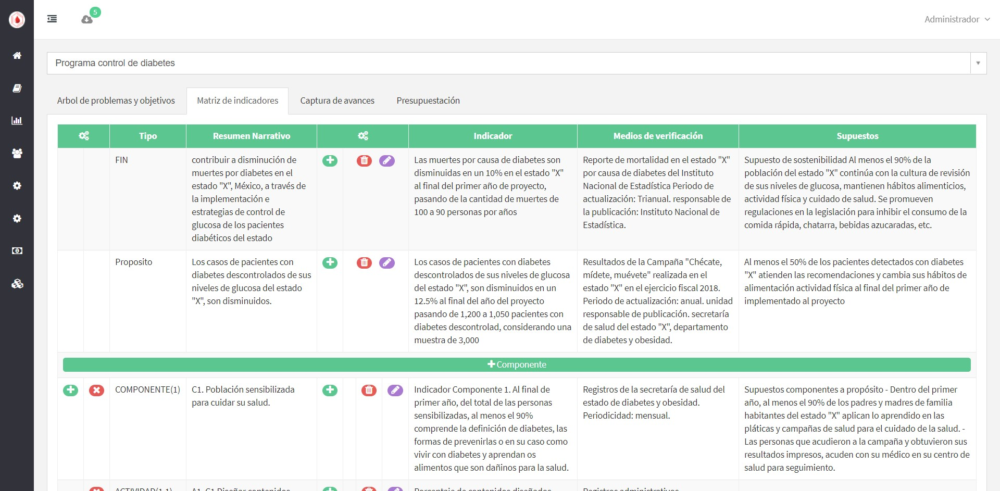 5
Administrador
Programa control de diabetes
Arbol de problemas y objetivos
Matriz de indicadores
Captura de avances
Presupuestación
Tipo
Resumen Narrativo
Indicador
Medios de verificación
Supuestos
FIN
contribuir a disminución de
muertes por diabetes en el
estado "X", México, a través de
la implementación e
estrategias de control de
glucosa de los pacientes
diabéticos del estado
Las muertes por causa de diabetes son
disminuidas en un 10% en el estado "X"
al final del primer año de proyecto,
pasando de la cantidad de muertes de
100 a 90 personas por años
Reporte de mortalidad en el estado "X"
por causa de diabetes del Instituto
Nacional de Estadística Periodo de
actualización: Trianual. responsable de
la publicación: Instituto Nacional de
Estadística.
Supuesto de sostenibilidad Al menos el 90% de la
población del estado "X" continúa con la cultura de revisión
de sus niveles de glucosa, mantienen hábitos alimenticios,
actividad física y cuidado de salud. Se promueven
regulaciones en la legislación para inhibir el consumo de la
comida rápida, chatarra, bebidas azucaradas, etc.
Proposito
Los casos de pacientes con
diabetes descontrolados de sus
niveles de glucosa del estado
"X", son disminuidos.
Los casos de pacientes con diabetes
descontrolados de sus niveles de glucosa
del estado "X", son disminuidos en un
12.5% al final del año del proyecto
pasando de 1,200 a 1,050 pacientes con
diabetes descontrolad, considerando una
muestra de 3,000
Resultados de la Campaña "Chécate,
mídete, muévete" realizada en el
estado "X" en el ejercicio fiscal 2018.
Periodo de actualización: anual. unidad
responsable de publicación. secretaría
de salud del estado "X", departamento
de diabetes y obesidad.
Al menos el 50% de los pacientes detectados con diabetes
"X" atienden las recomendaciones y cambia sus hábitos de
alimentación actividad física al final del primer año de
implementado al proyecto
Componente
COMPONENTE(1)
C1. Población sensibilizada
para cuidar su salud.
Indicador Componente 1. Al final de
primer año, del total de las personas
sensibilizadas, al menos el 90%
comprende la definición de diabetes, las
formas de prevenirlas o en su caso como
vivir con diabetes y aprendan os
alimentos que son dañinos para la salud.
Registros de la secretaría de salud del
estado de diabetes y obesidad.
Periodicidad: mensual.
Supuestos componentes a propósito - Dentro del primer
año, al menos el 90% de los padres y madres de familia
habitantes del estado "X" aplican lo aprendido en las
pláticas y campañas de salud para el cuidado de la salud. -
Las personas que acudieron a la campaña y obtuvieron sus
resultados impresos, acuden con su médico en su centro de
salud para seguimiento.
ACTIVIDAD(1.1)
A1. C1 Diseñar contenidos
Porcentaje de contenidos diseñados
Registros administrativos